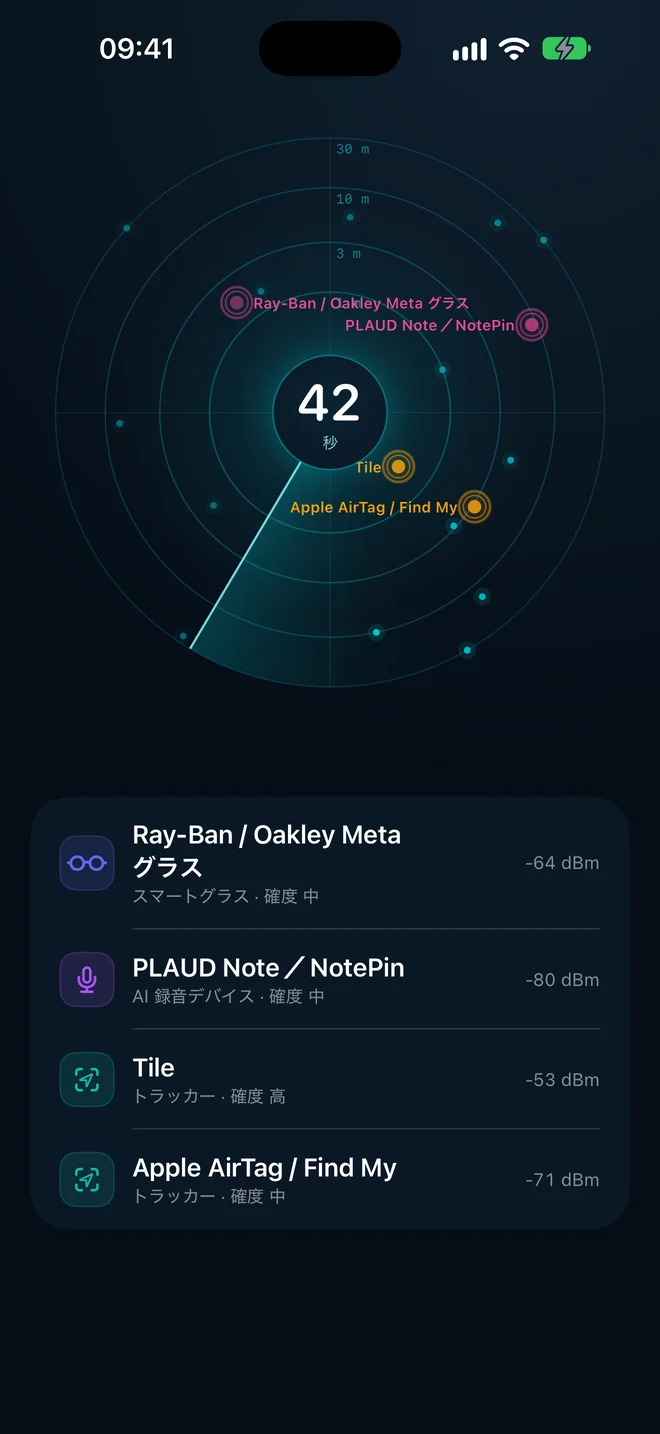 09:41
30 m
10 m
3 m
Ray-Ban / Oakley Meta グラス
PLAUD Note／NotePin
42
秒
Tile
Apple AirTag / Find My
Ray-Ban / Oakley Meta
グラス
スマートグラス · 確度 中
-64 dBm
PLAUD Note／NotePin
AI 録音デバイス · 確度 中
-80 dBm
Tile
トラッカー · 確度 高
-53 dBm
Apple AirTag / Find My
トラッカー · 確度 中
-71 dBm